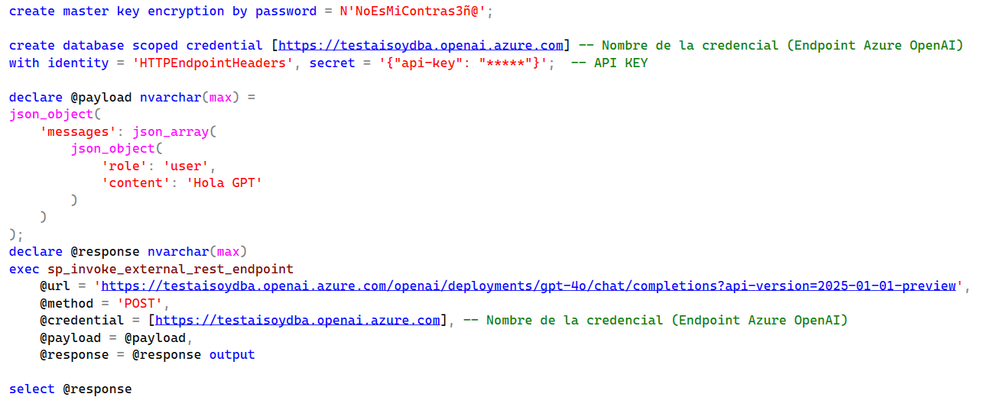 create master key encryption by password = N'NoEsMiContras3ñ@';
create database scoped credential [https://testaisoydba.openai.azure.com] -- Nombre de la credencial (Endpoint Azure OpenAI)
with identity = 'HTTPEndpointHeaders', secret = '{"api-key": "*****"}';  -- API KEY
declare @payload nvarchar(max) =
json_object(
    'messages': json_array(
        json_object(
            'role': 'user',
            'content': 'Hola GPT'
        )
    )
);
declare @response nvarchar(max)
exec sp_invoke_external_rest_endpoint
    @url = 'https://testaisoydba.openai.azure.com/openai/deployments/gpt-4o/chat/completions?api-version=2025-01-01-preview',
    @method = 'POST',
    @credential = [https://testaisoydba.openai.azure.com], -- Nombre de la credencial (Endpoint Azure OpenAI)
    @payload = @payload,
    @response = @response output
select @response